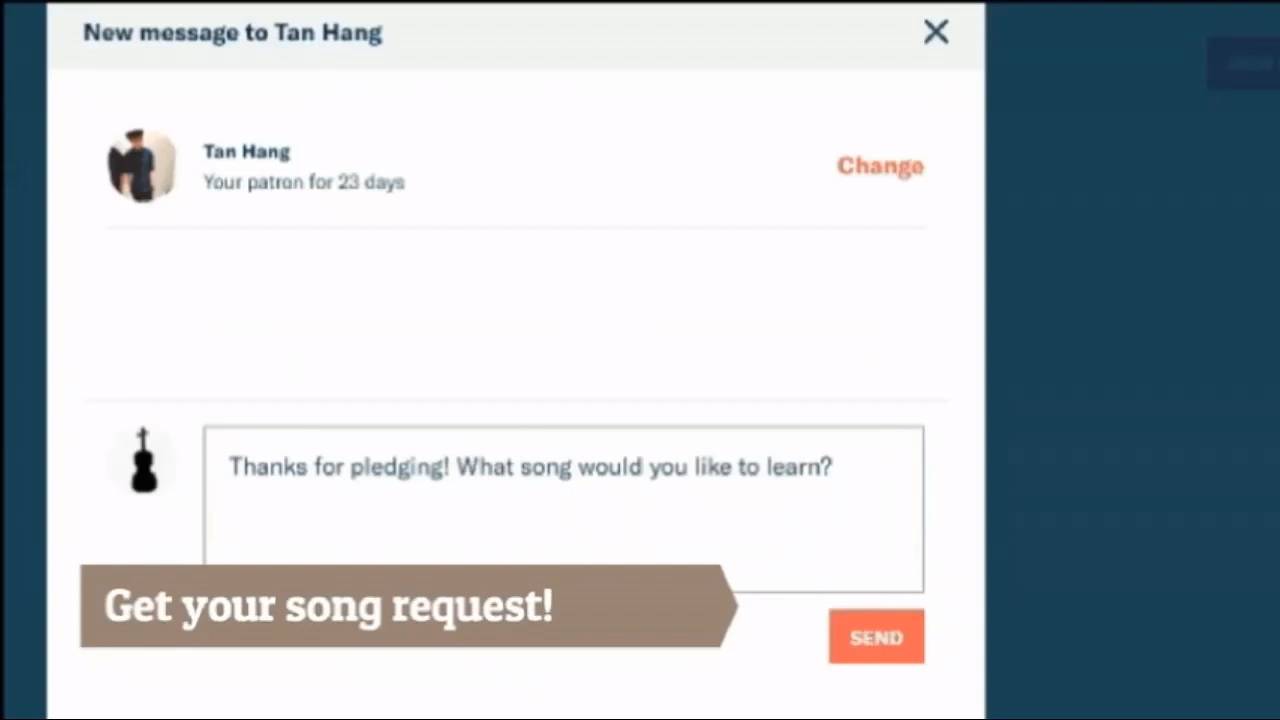 New message to Tan Hang
Tan Hang
Your patron for 23 days
Change
Thanks for pledging! What song would you like to learn?
Get your song request!
SEND